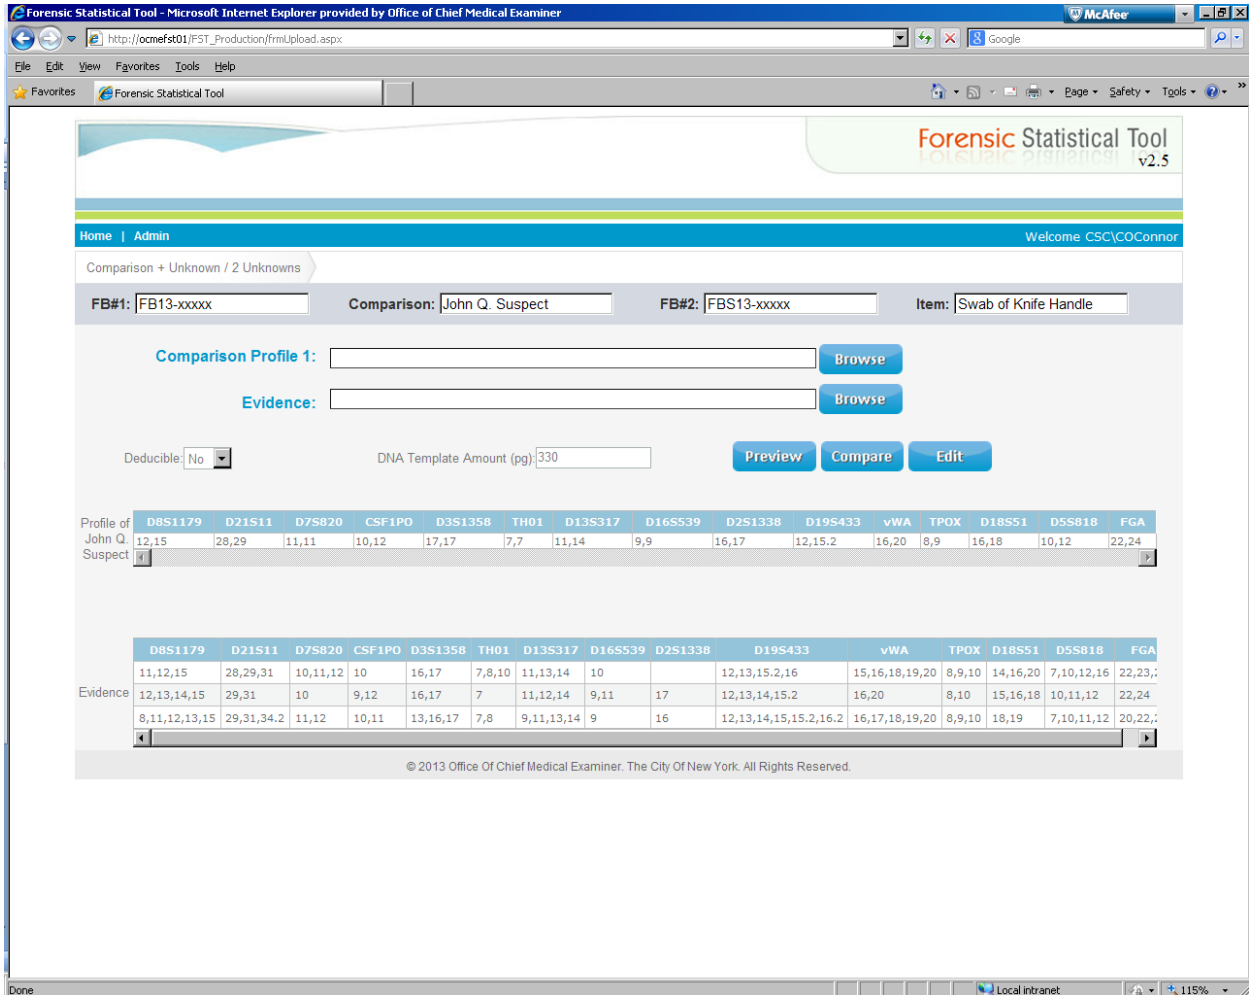 Forensic Statistical Tool - Microsoft Internet Explorer provided by Office of Chief Medical Examiner McAfee
http://ocmefst01/FST_Production/frmUpload.aspx Google
File Edit View Favorites Tools Help
Favorites Forensic Statistical Tool Page Safety Tools
Forensic Statistical Tool
v2.5
Home | Admin Welcome CSC\COConnor
Comparison + Unknown / 2 Unknowns
FB#1: FB13-xxxxx Comparison: John Q. Suspect FB#2: FBS13-xxxxx Item: Swab of Knife Handle
Comparison Profile 1: Browse
Evidence: Browse
Deducible: No DNA Template Amount (pg): 330 Preview Compare Edit
Profile of John Q. Suspect
D8S1179 D21S11 D7S820 CSF1PO D3S1358 TH01 D13S317 D16S539 D2S1338 D19S433 vWA TPOX D18S51 D5S818 FGA
12,15 28,29 11,11 10,12 17,17 7,7 11,14 9,9 16,17 12,15.2 16,20 8,9 16,18 10,12 22,24
Evidence
D8S1179 D21S11 D7S820 CSF1PO D3S1358 TH01 D13S317 D16S539 D2S1338 D19S433 vWA TPOX D18S51 D5S818 FGA
11,12,15 28,29,31 10,11,12 10 16,17 7,8,10 11,13,14 10 12,13,15.2,16 15,16,18,19,20 8,9,10 14,16,20 7,10,12,16 22,23,
12,13,14,15 29,31 10 9,12 16,17 7 11,12,14 9,11 17 12,13,14,15.2 16,20 8,10 15,16,18 10,11,12 22,24
8,11,12,13,15 29,31,34.2 11,12 10,11 13,16,17 7,8 9,11,13,14 9 16 12,13,14,15,15.2,16.2 16,17,18,19,20 8,9,10 18,19 7,10,11,12 20,22,
© 2013 Office Of Chief Medical Examiner. The City Of New York. All Rights Reserved.
Done Local intranet 115%